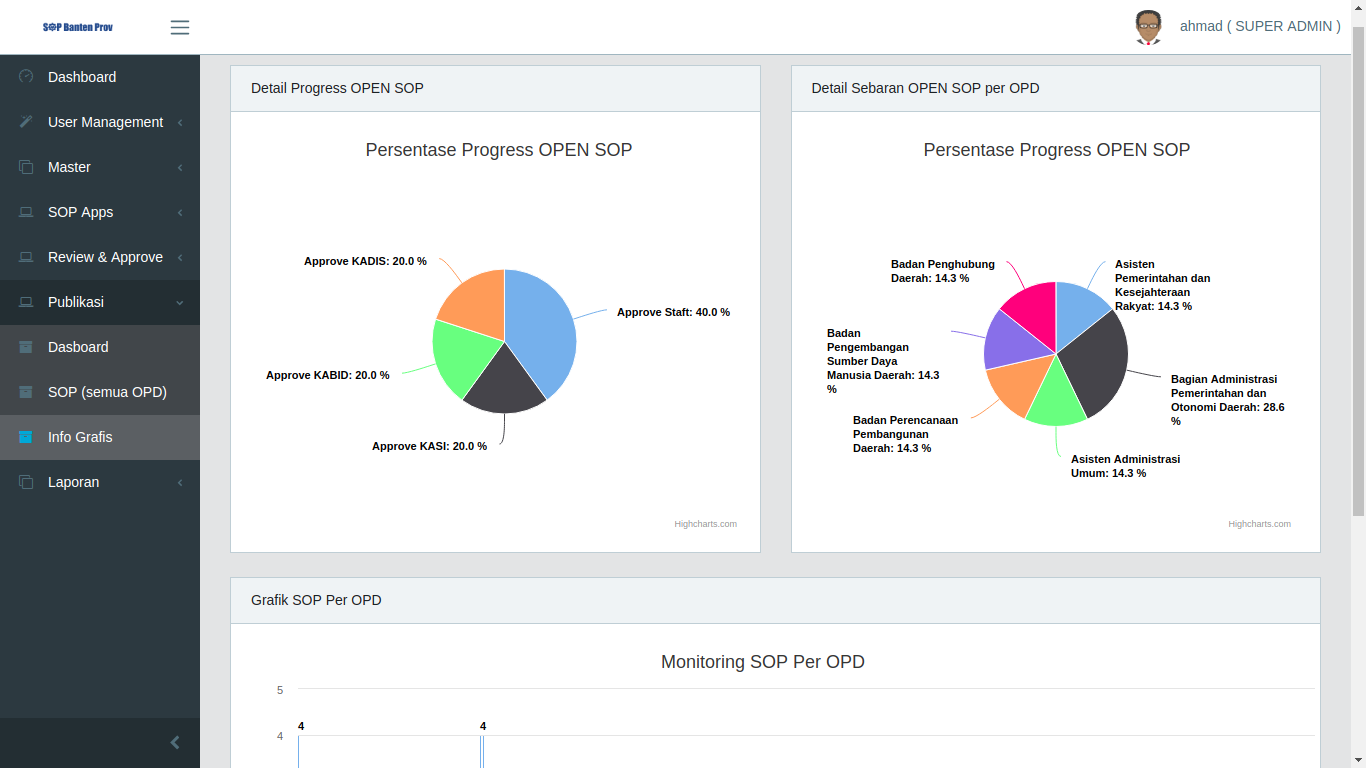 SOP Banten Prov
ahmad ( SUPER ADMIN )
Dashboard
User Management
Master
SOP Apps
Review & Approve
Publikasi
Dasboard
SOP (semua OPD)
Info Grafis
Laporan
Detail Progress OPEN SOP
Persentase Progress OPEN SOP
Approve KADIS: 20.0 %
Approve Staft: 40.0 %
Approve KABID: 20.0 %
Approve KASI: 20.0 %
Highcharts.com
Detail Sebaran OPEN SOP per OPD
Persentase Progress OPEN SOP
Badan Penghubung
Daerah: 14.3 %
Asisten
Pemerintahan dan
Kesejahteraan
Rakyat: 14.3 %
Badan
Pengembangan
Sumber Daya
Manusia Daerah: 14.3
%
Bagian Administrasi
Pemerintahan dan
Otonomi Daerah: 28.6
%
Badan Perencanaan
Pembangunan
Daerah: 14.3 %
Asisten Administrasi
Umum: 14.3 %
Highcharts.com
Grafik SOP Per OPD
Monitoring SOP Per OPD
5
4
4
4